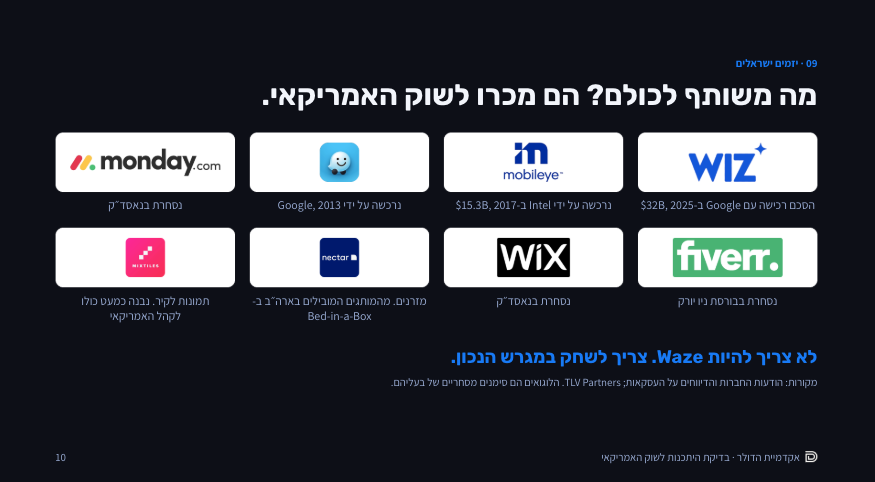 09 · יזמים ישראלים
מה משותף לכולם? הם מכרו לשוק האמריקאי.
WIZ
mobileye™
monday.com
הסכם רכישה עם Google ב-2025, $32B
נרכשה על ידי Intel ב-2017, $15.3B
נרכשה על ידי Google, 2013
נסחרת בנאסד״ק
fiverr.
WiX
nectar
MIXTILES
נסחרת בבורסת ניו יורק
נסחרת בנאסד״ק
מזרנים. מהמותגים המובילים בארה״ב ב-
Bed-in-a-Box
תמונות לקיר. נבנה כמעט כולו
לקהל האמריקאי
לא צריך להיות Waze. צריך לשחק במגרש הנכון.
מקורות: הודעות החברות והדיווחים על העסקאות; TLV Partners. הלוגואים הם סימנים מסחריים של בעליהם.
אקדמיית הדולר · בדיקת היתכנות לשוק האמריקאי
10